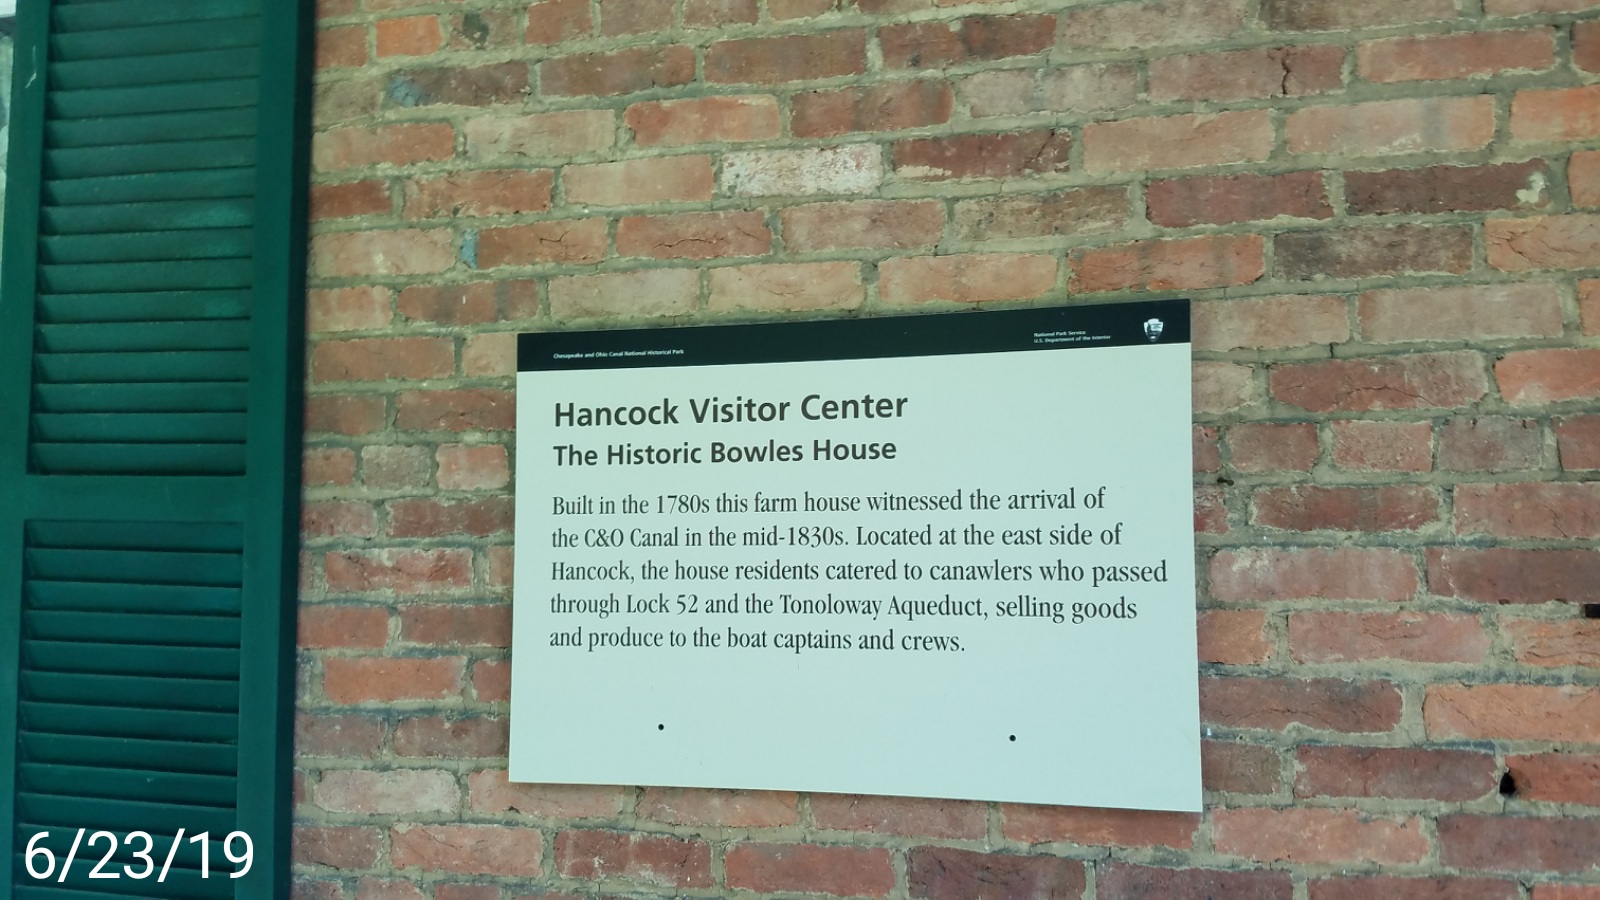 Chesapeake and Ohio Canal National Historical Park
National Park Service
U.S. Department of the Interior
Hancock Visitor Center
The Historic Bowles House
Built in the 1780s this farm house witnessed the arrival of
the C&O Canal in the mid-1830s. Located at the east side of
Hancock, the house residents catered to canawlers who passed
through Lock 52 and the Tonoloway Aqueduct, selling goods
and produce to the boat captains and crews.
6/23/19